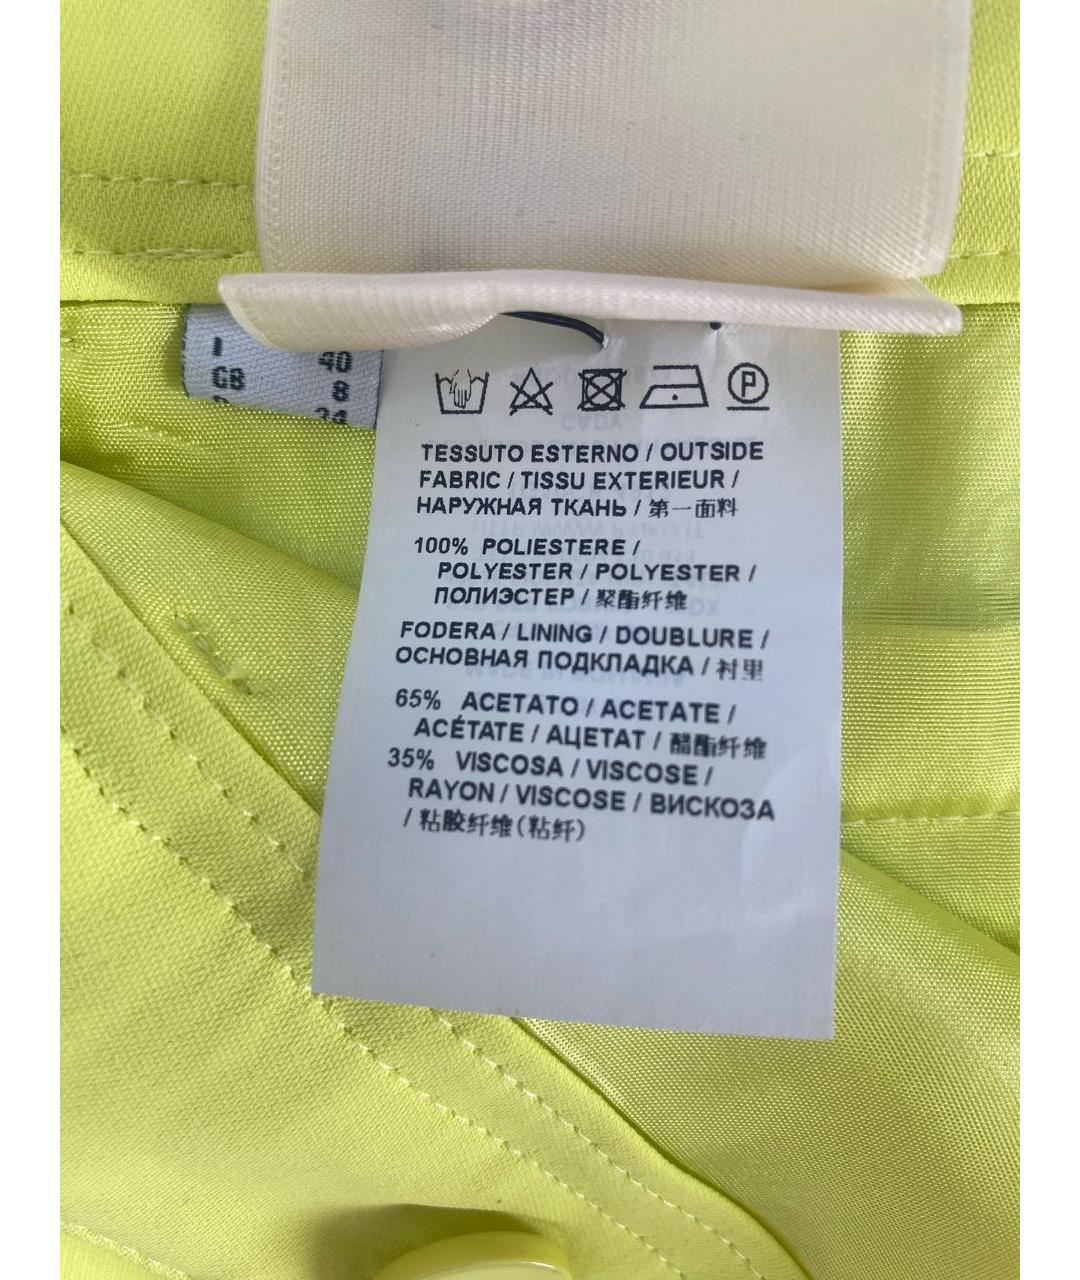 I 40
GB 8
34
P
TESSUTO ESTERNO / OUTSIDE
FABRIC / TISSU EXTERIEUR /
НАРУЖНАЯ ТКАНЬ / 第一面料
100% POLIESTERE /
POLYESTER / POLYESTER /
ПОЛИЭСТЕР / 聚酯纤维
FODERA / LINING / DOUBLURE /
ОСНОВНАЯ ПОДКЛАДКА / 衬里
65% ACETATO / ACETATE /
ACÉTATE / АЦЕТАТ / 醋酯纤维
35% VISCOSA / VISCOSE /
RAYON / VISCOSE / ВИСКОЗА
/ 粘胶纤维(粘纤)